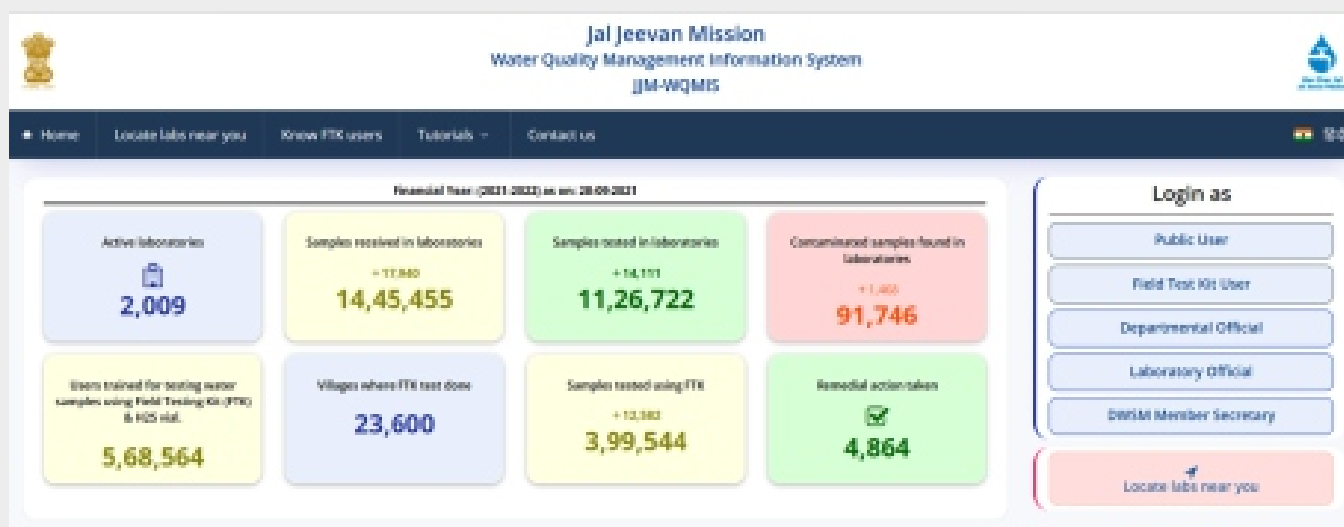 Jal Jeevan Mission
Water Quality Management Information System
JJM-WQMIS
Home
Locate labs near you
Know FTK users
Tutorials
Contact us
Financial Year: (2021-2022) as on: 28-09-2021
Active laboratories
2,009
Samples received in laboratories
14,45,455
Samples tested in laboratories
+ 14,111
11,26,722
Contaminated samples found in
laboratories
91,746
Users trained for testing water
samples using Field Testing Kit (FTK)
& H2S vial.
5,68,564
Villages where FTK test done
23,600
Samples tested using FTK
3,99,544
Remedial action taken
4,864
Login as
Public User
Field Test Kit User
Departmental Official
Laboratory Official
DWSM Member Secretary
Locate labs near you